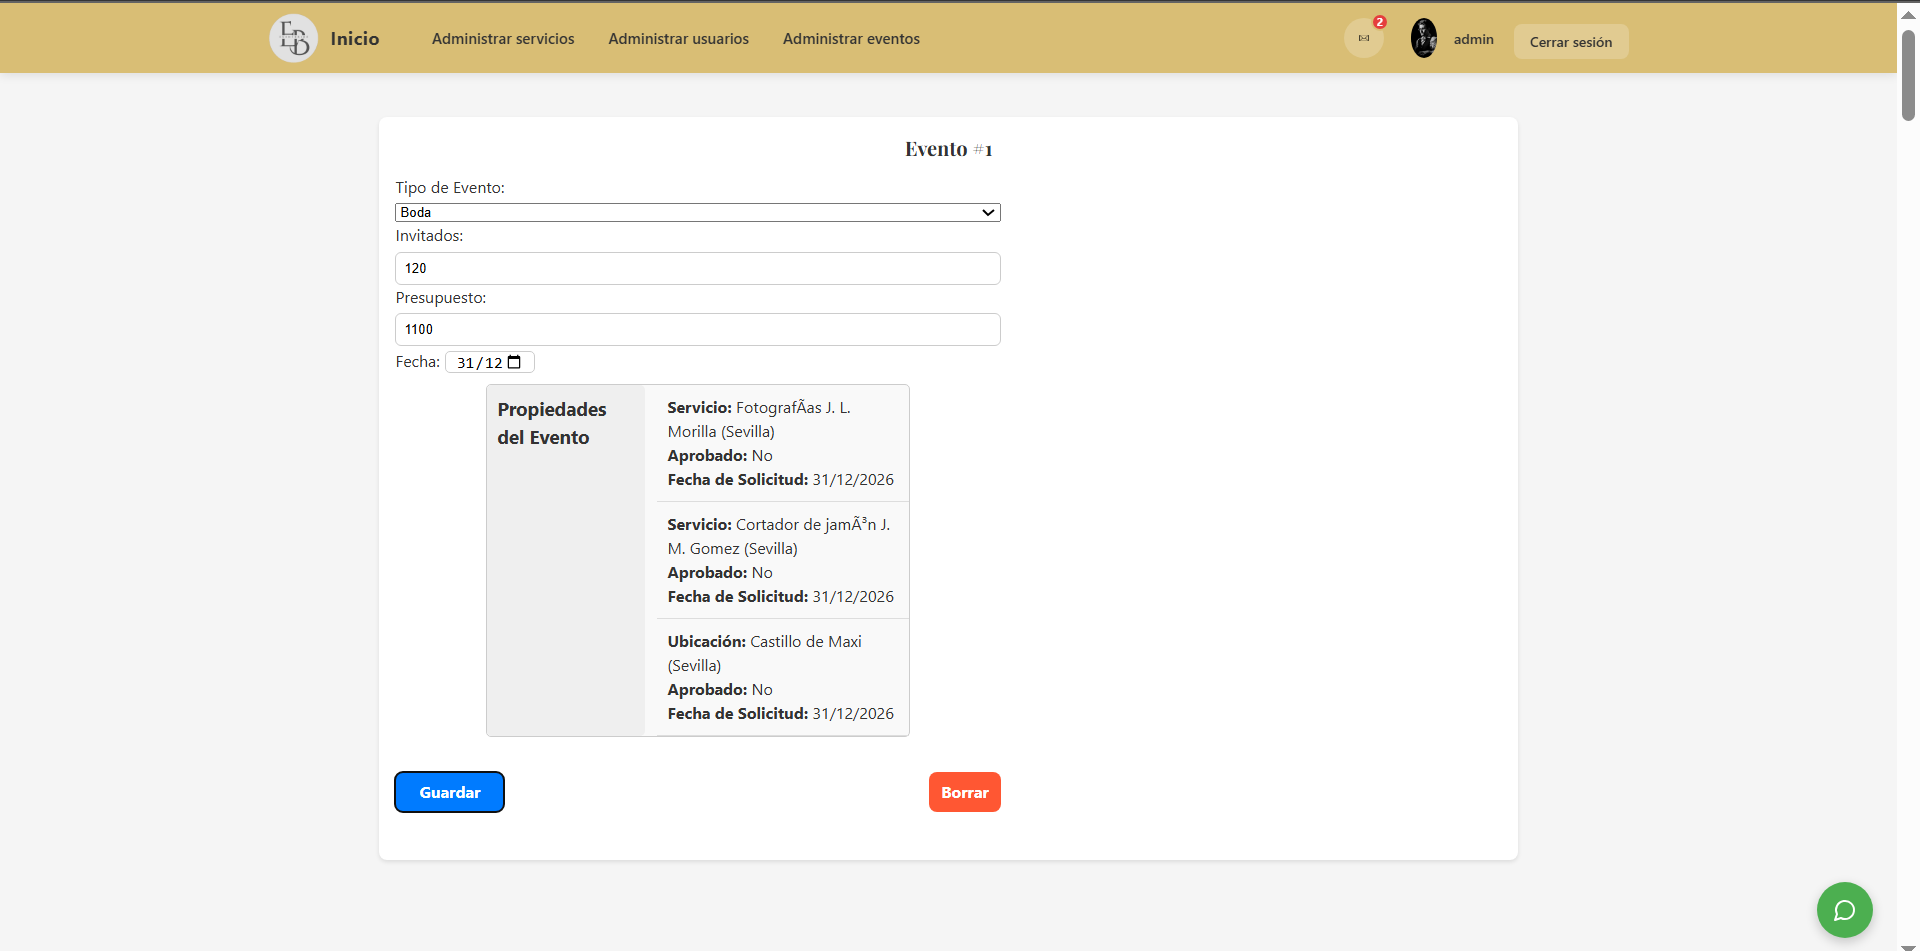 EB Inicio Administrar servicios Administrar usuarios Administrar eventos 2 admin Cerrar sesión
Evento #1
Tipo de Evento:
Boda
Invitados:
120
Presupuesto:
1100
Fecha: 31/12
Propiedades
del Evento
Servicio: FotografÃas J. L.
Morilla (Sevilla)
Aprobado: No
Fecha de Solicitud: 31/12/2026
Servicio: Cortador de jamÃ³n J.
M. Gomez (Sevilla)
Aprobado: No
Fecha de Solicitud: 31/12/2026
Ubicación: Castillo de Maxi
(Sevilla)
Aprobado: No
Fecha de Solicitud: 31/12/2026
Guardar Borrar